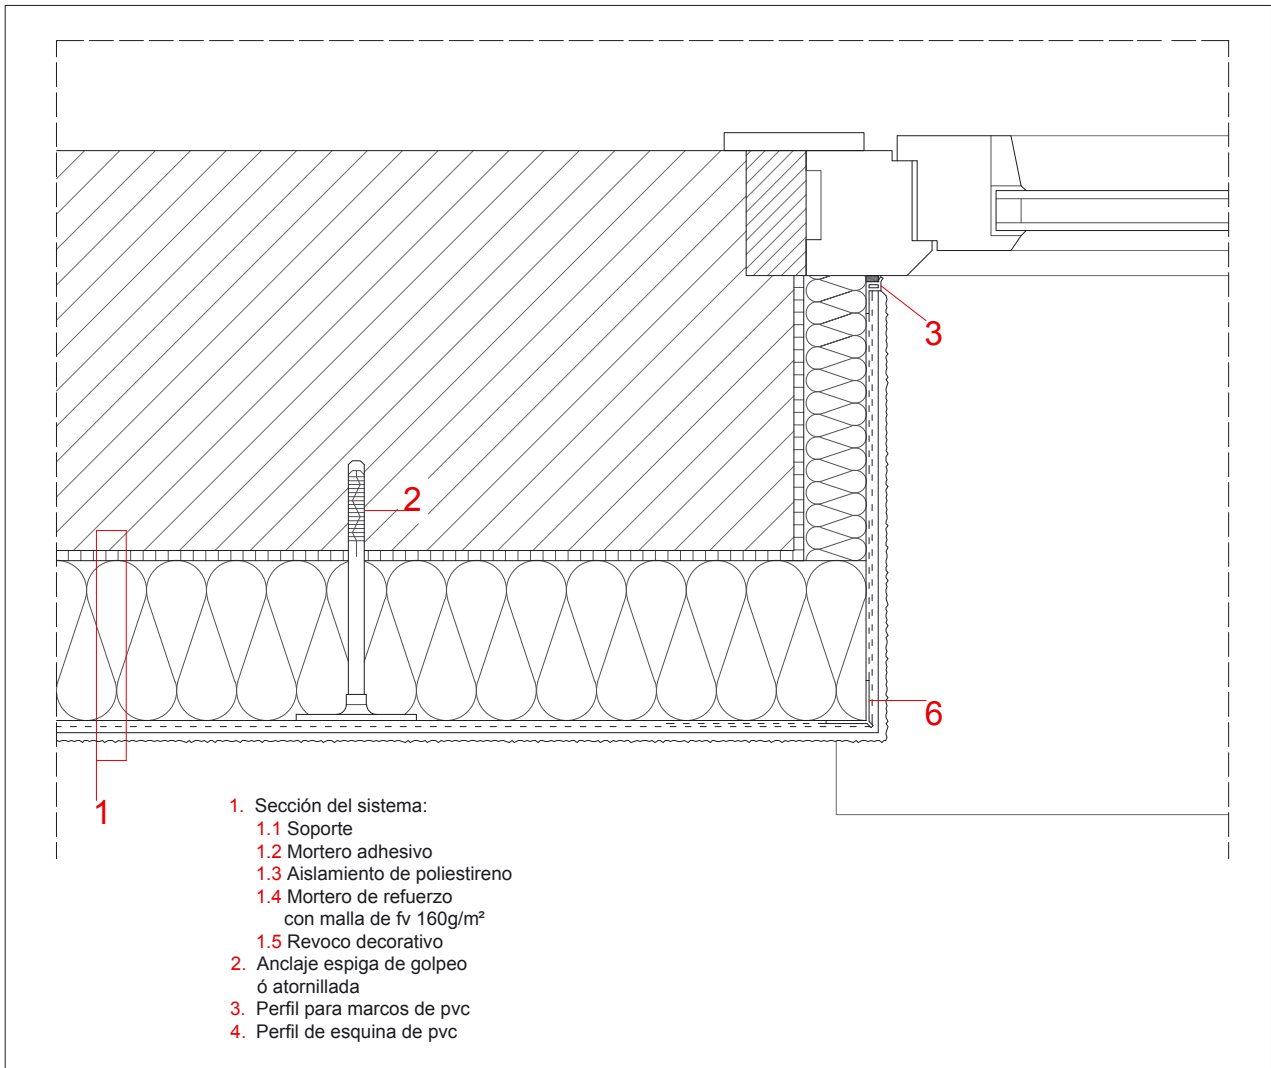 3
2
6
1
1. Sección del sistema:
1.1 Soporte
1.2 Mortero adhesivo
1.3 Aislamiento de poliestireno
1.4 Mortero de refuerzo
con malla de fv 160g/m²
1.5 Revoco decorativo
2. Anclaje espiga de golpeo
ó atornillada
3. Perfil para marcos de pvc
4. Perfil de esquina de pvc